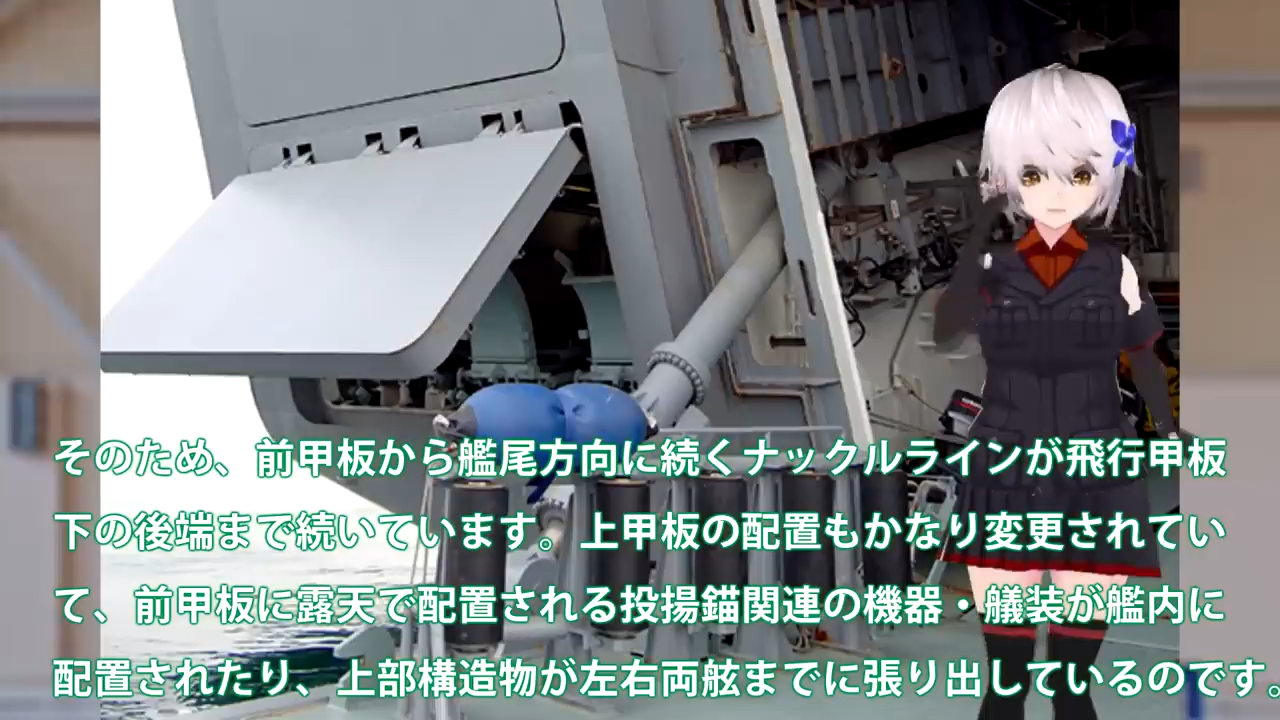 そのため、前甲板から艦尾方向に続くナックルラインが飛行甲板
下の後端まで続いています。上甲板の配置もかなり変更されてい
て、前甲板に露天で配置される投揚錨関連の機器・艤装が艦内に
配置されたり、上部構造物が左右両舷までに張り出しているのです。